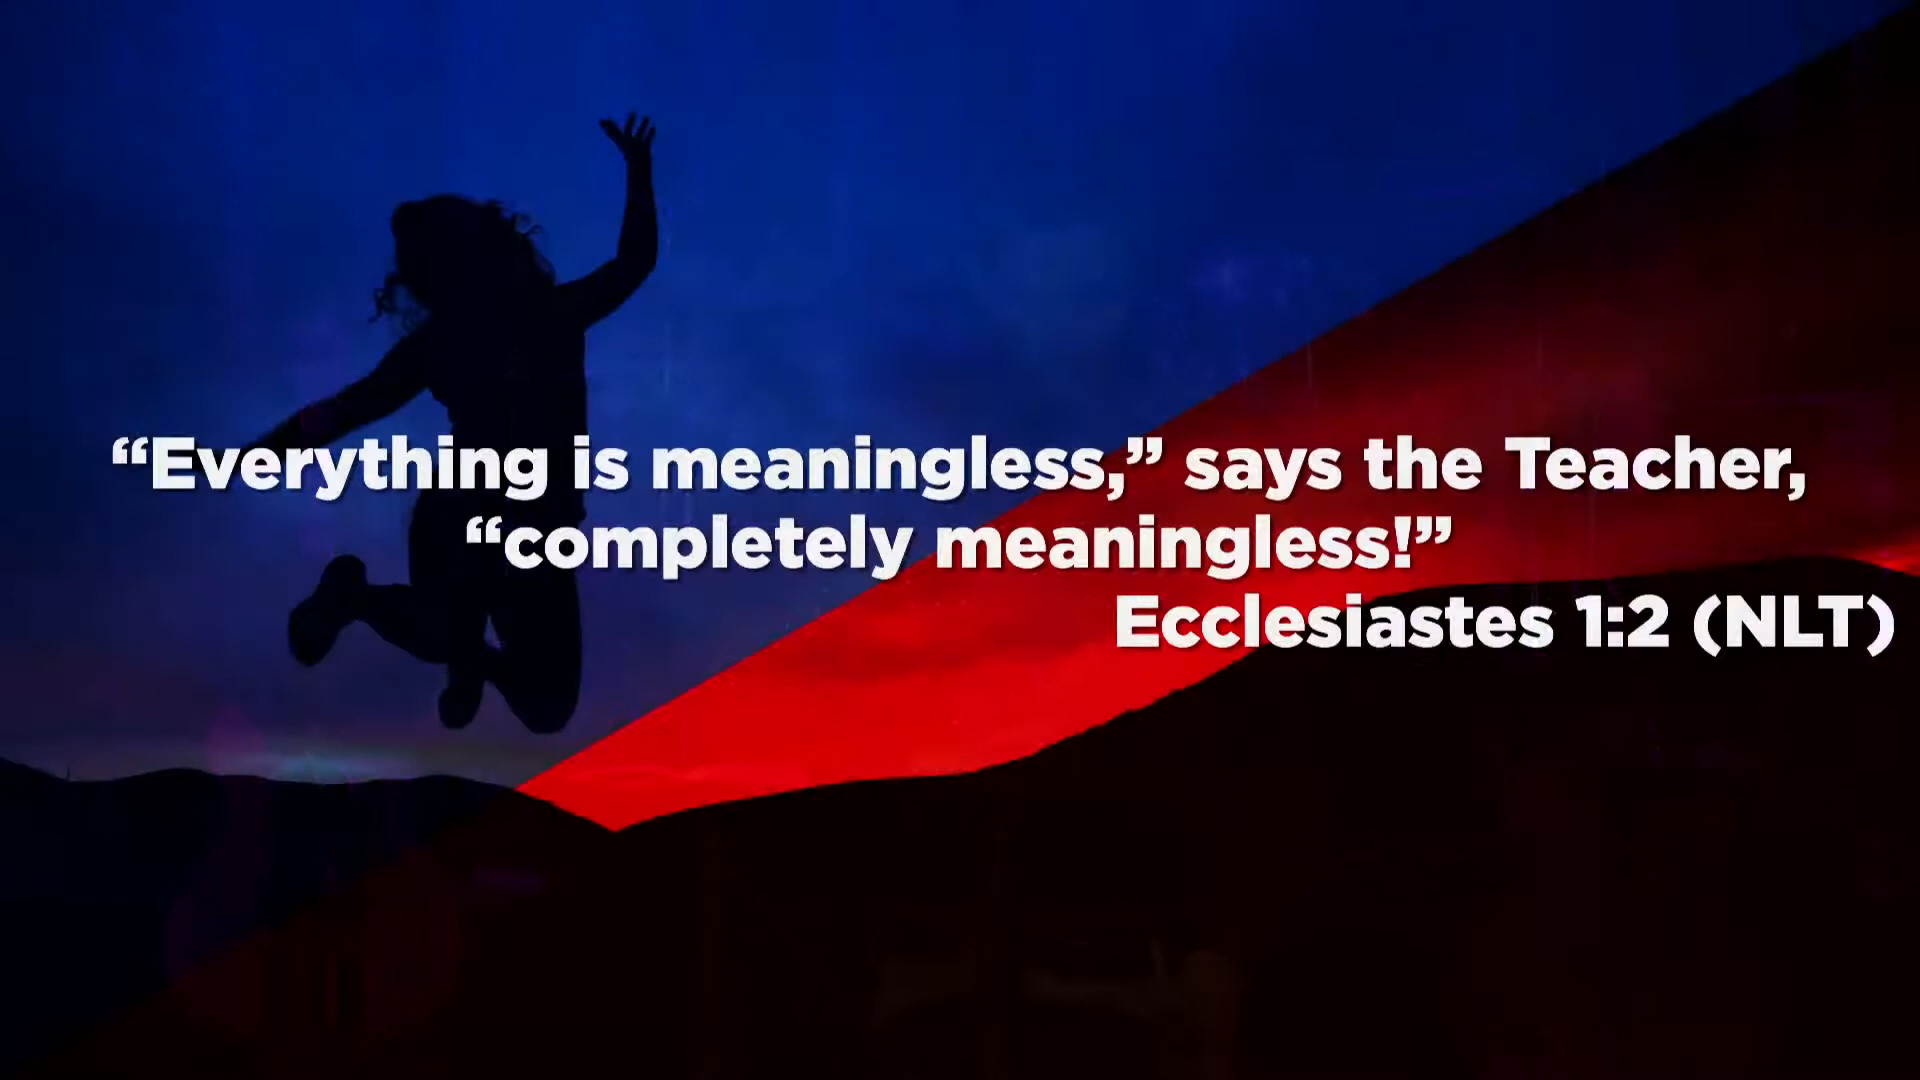 “Everything is meaningless,” says the Teacher,
“completely meaningless!”
Ecclesiastes 1:2 (NLT)